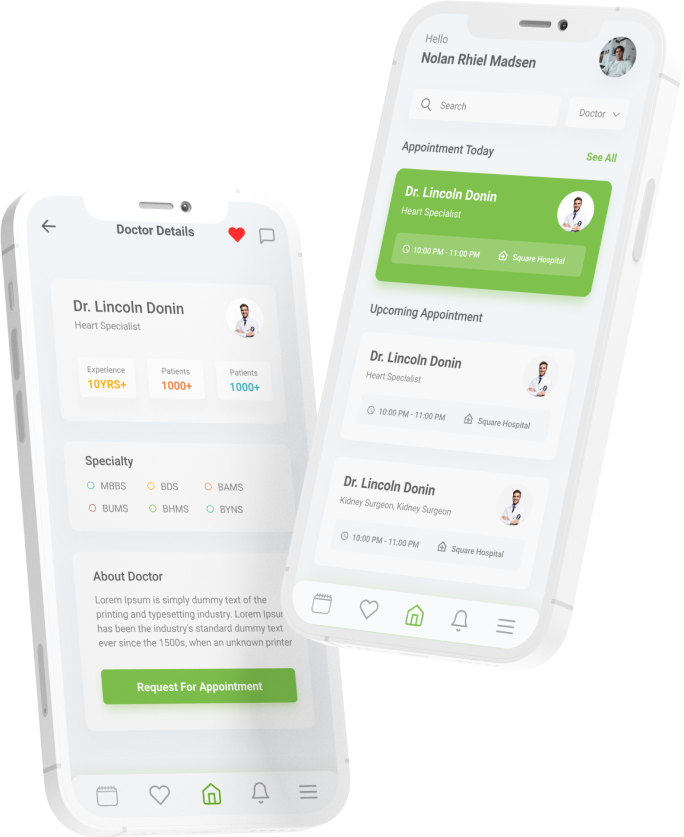 Hello
Nolan Rhiel Madsen
Search
Doctor
Appointment Today
See All
Dr. Lincoln Donin
Heart Specialist
10:00 PM - 11:00 PM
Square Hospital
Upcoming Appointment
Dr. Lincoln Donin
Heart Specialist
10:00 PM - 11:00 PM
Square Hospital
Dr. Lincoln Donin
Kidney Surgeon, Kidney Surgeon
10:00 PM - 11:00 PM
Square Hospital
Doctor Details
Dr. Lincoln Donin
Heart Specialist
Experience
10YRS+
Patients
1000+
Patients
1000+
Specialty
MBBS
BDS
BAMS
BUMS
BHMS
BYNS
About Doctor
Lorem Ipsum is simply dummy text of the
printing and typesetting industry. Lorem Ipsum
has been the industry's standard dummy text
ever since the 1500s, when an unknown printer
Request For Appointment